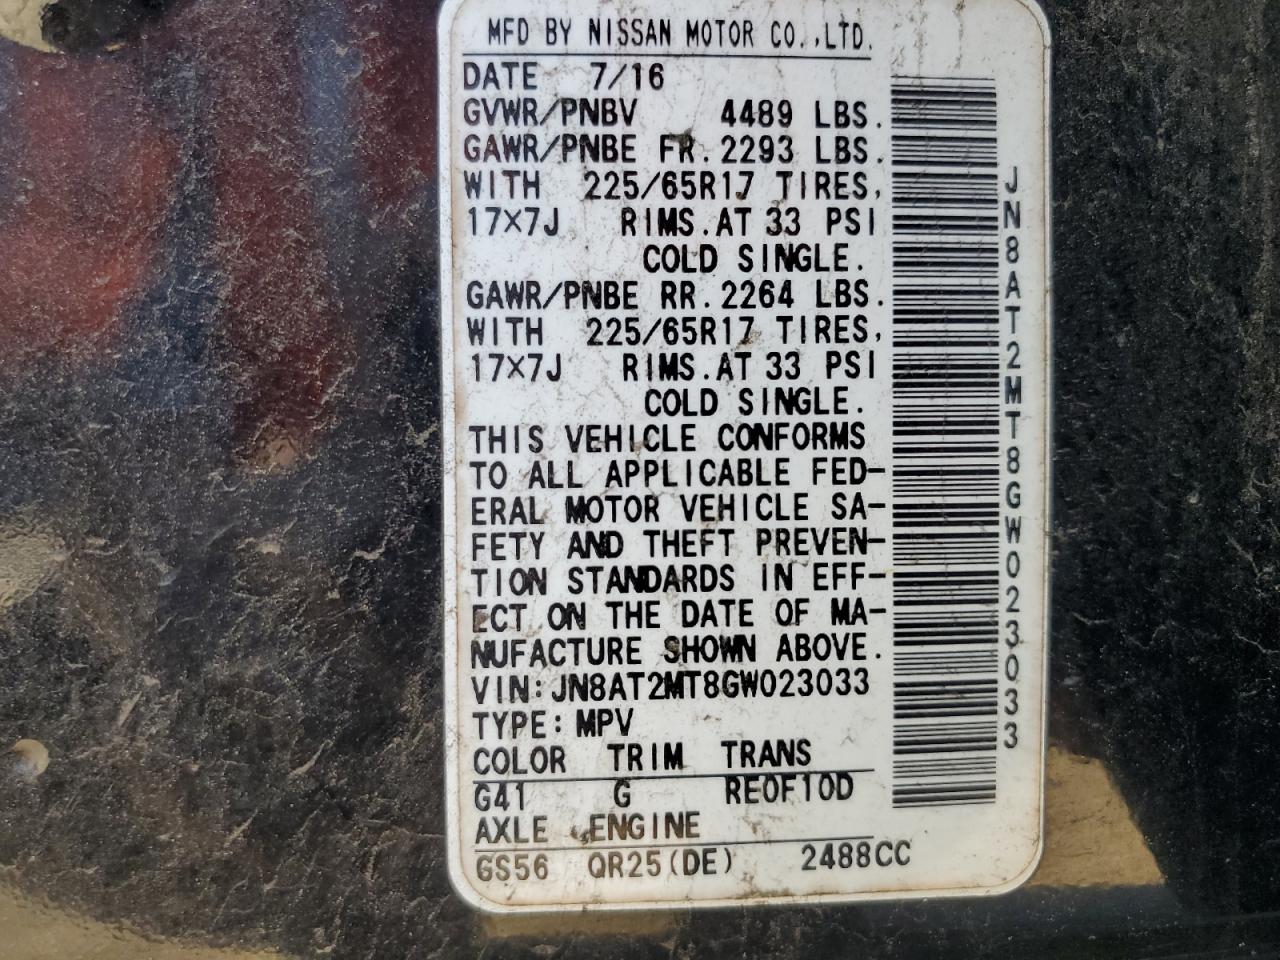 MFD BY NISSAN MOTOR CO.,LTD.
DATE 7/16
GVWR/PNBV 4489 LBS.
GAWR/PNBE FR.2293 LBS.
WITH 225/65R17 TIRES,
17×7J RIMS.AT 33 PSI
COLD SINGLE.
GAWR/PNBE RR.2264 LBS.
WITH 225/65R17 TIRES,
17×7J RIMS.AT 33 PSI
COLD SINGLE.
THIS VEHICLE CONFORMS
TO ALL APPLICABLE FED-
ERAL MOTOR VEHICLE SA-
FETY AND THEFT PREVEN-
TION STANDARDS IN EFF-
ECT ON THE DATE OF MA-
NUFACTURE SHOWN ABOVE.
VIN:JN8AT2MT8GW023033
TYPE:MPV
COLOR TRIM TRANS
G41 G RE0F10D
AXLE ENGINE
GS56 QR25(DE) 2488CC
JN8AT2MT8GW023033